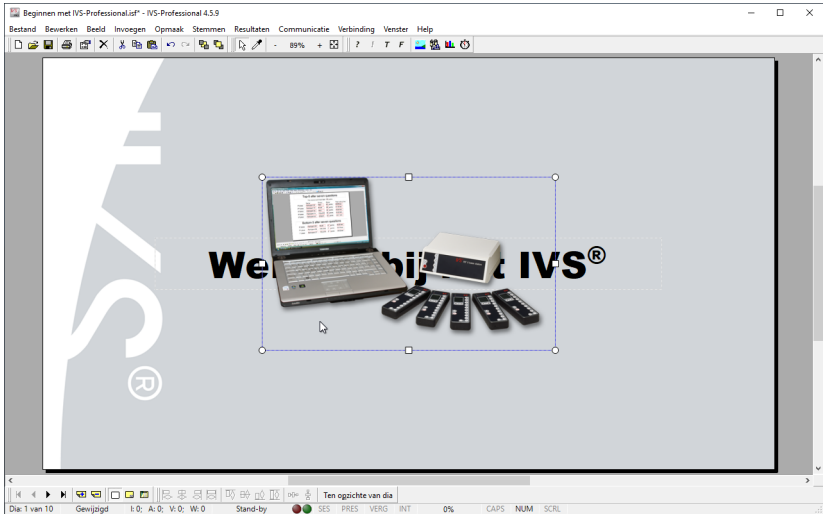 Beginnen met IVS-Professional.isf* - IVS-Professional 4.5.9
Bestand Bewerken Beeld Invoegen Opmaak Stemmen Resultaten Communicatie Verbinding Venster Help
- 89% + ? ! T F
IVS®
We bij t IVS®
Ten opzichte van dia
Dia: 1 van 10 Gewijzigd I: 0; A: 0; V: 0; W: 0 Stand-by SES PRES VERG INT 0% CAPS NUM SCRL